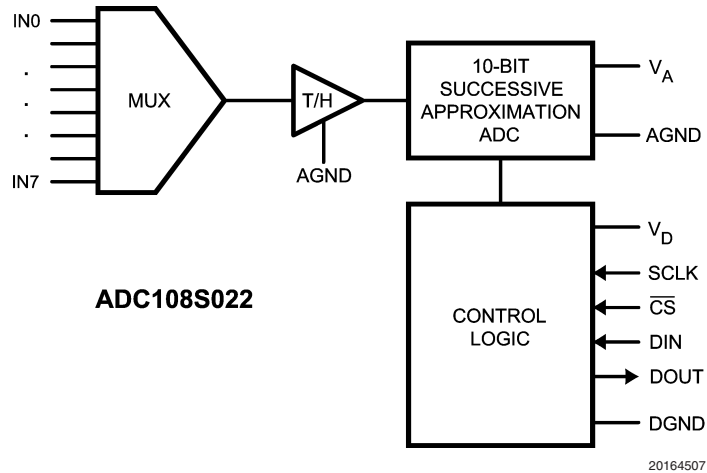 IN0
.
.
.
IN7
MUX
T/H
AGND
10-BIT
SUCCESSIVE
APPROXIMATION
ADC
VA
AGND
CONTROL
LOGIC
VD
SCLK
C̅S̅
DIN
DOUT
DGND
ADC108S022
20164507